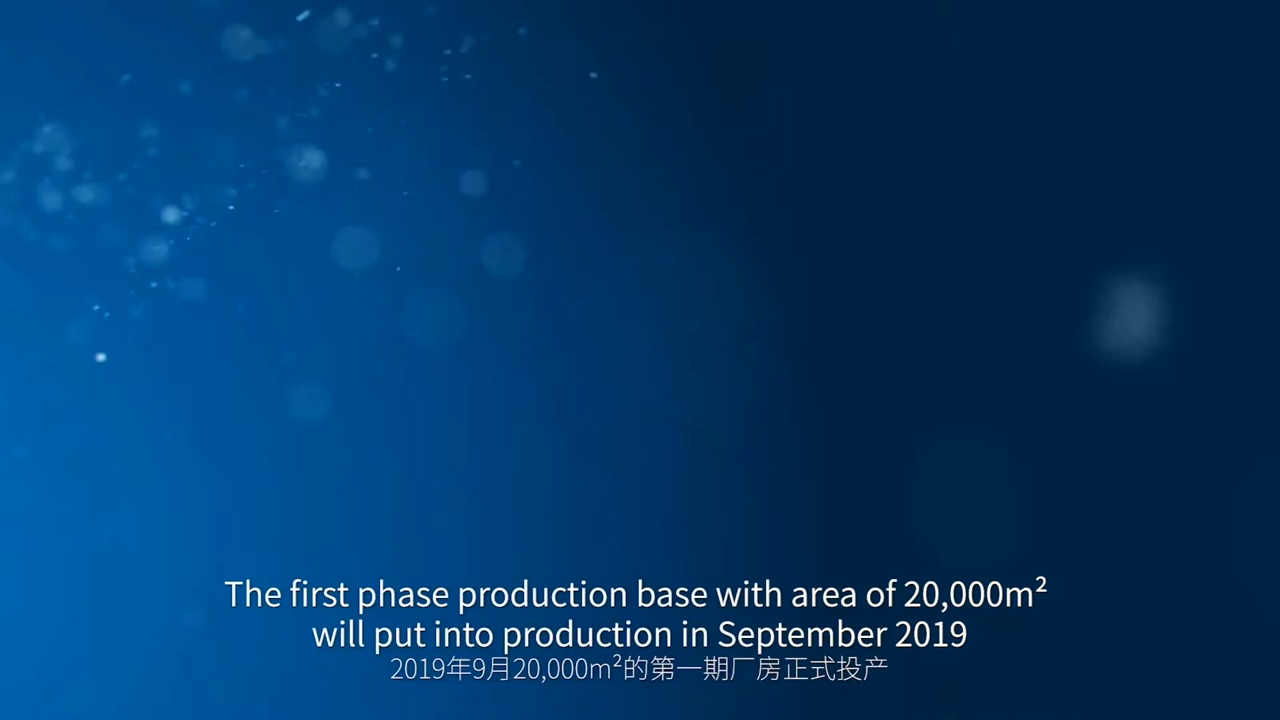 The first phase production base with area of 20,000m²
will put into production in September 2019
2019年9月20,000m²的第一期厂房正式投产